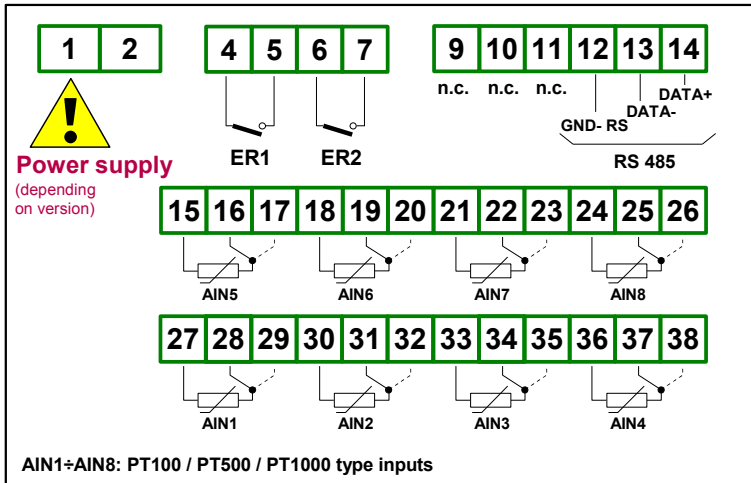 1 2 4 5 6 7 9 10 11 12 13 14
n.c. n.c. n.c.
DATA+
DATA-
GND- RS
ER1 ER2
RS 485
Power supply
(depending
on version)
15 16 17 18 19 20 21 22 23 24 25 26
AIN5 AIN6 AIN7 AIN8
27 28 29 30 31 32 33 34 35 36 37 38
AIN1 AIN2 AIN3 AIN4
AIN1÷AIN8: PT100 / PT500 / PT1000 type inputs